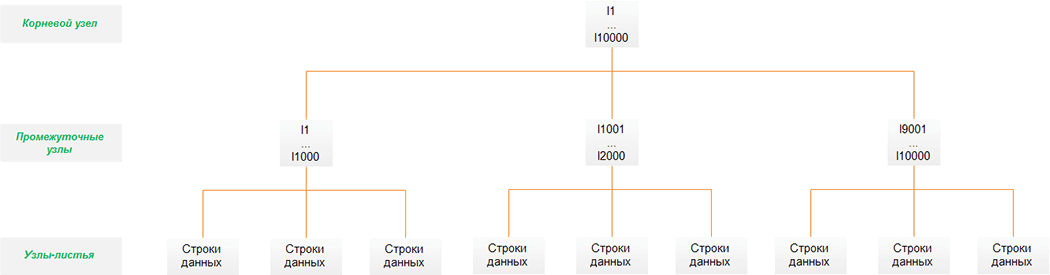 Корневой узел
I1
...
I10000
Промежуточные
узлы
I1
...
I1000
I1001
...
I2000
I9001
...
I10000
Узлы-листья
Строки
данных
Строки
данных
Строки
данных
Строки
данных
Строки
данных
Строки
данных
Строки
данных
Строки
данных
Строки
данных